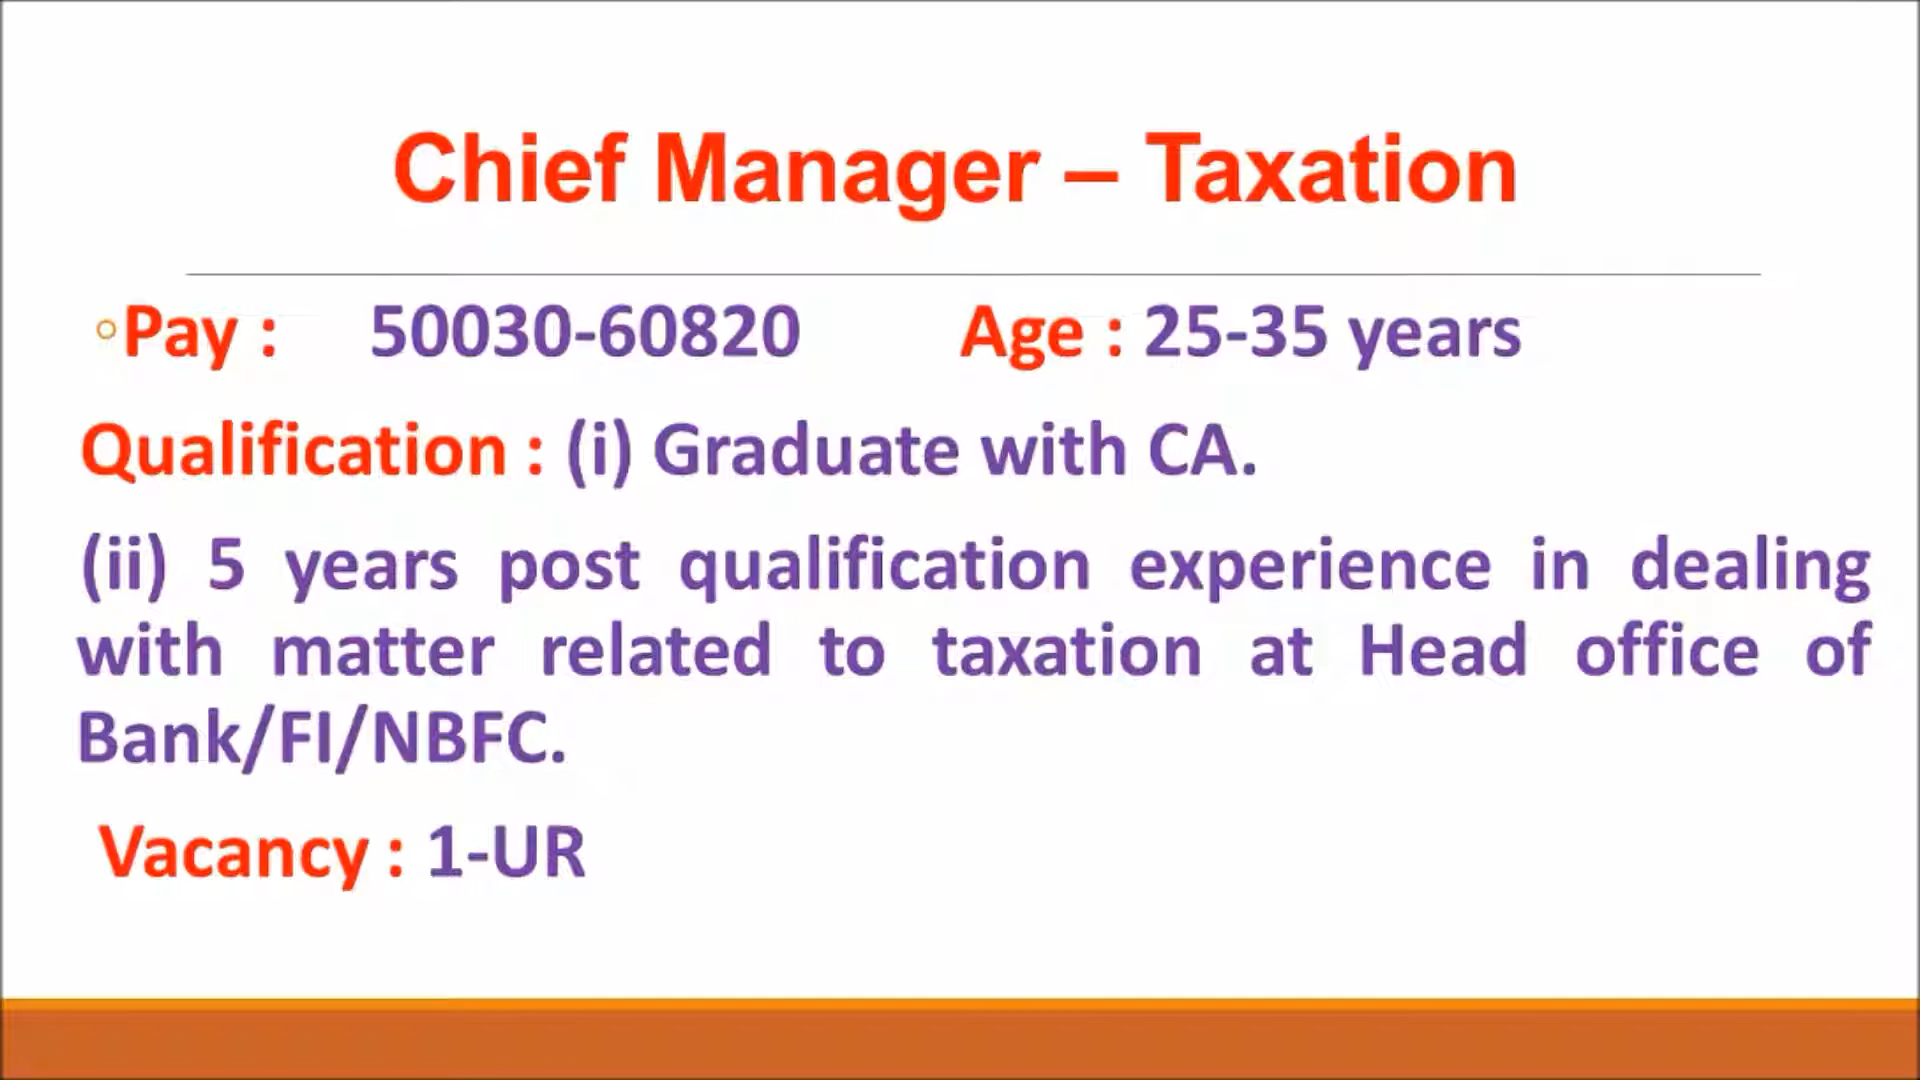 Chief Manager – Taxation
◦Pay : 50030-60820 Age : 25-35 years
Qualification : (i) Graduate with CA.
(ii) 5 years post qualification experience in dealing
with matter related to taxation at Head office of
Bank/FI/NBFC.
Vacancy : 1-UR